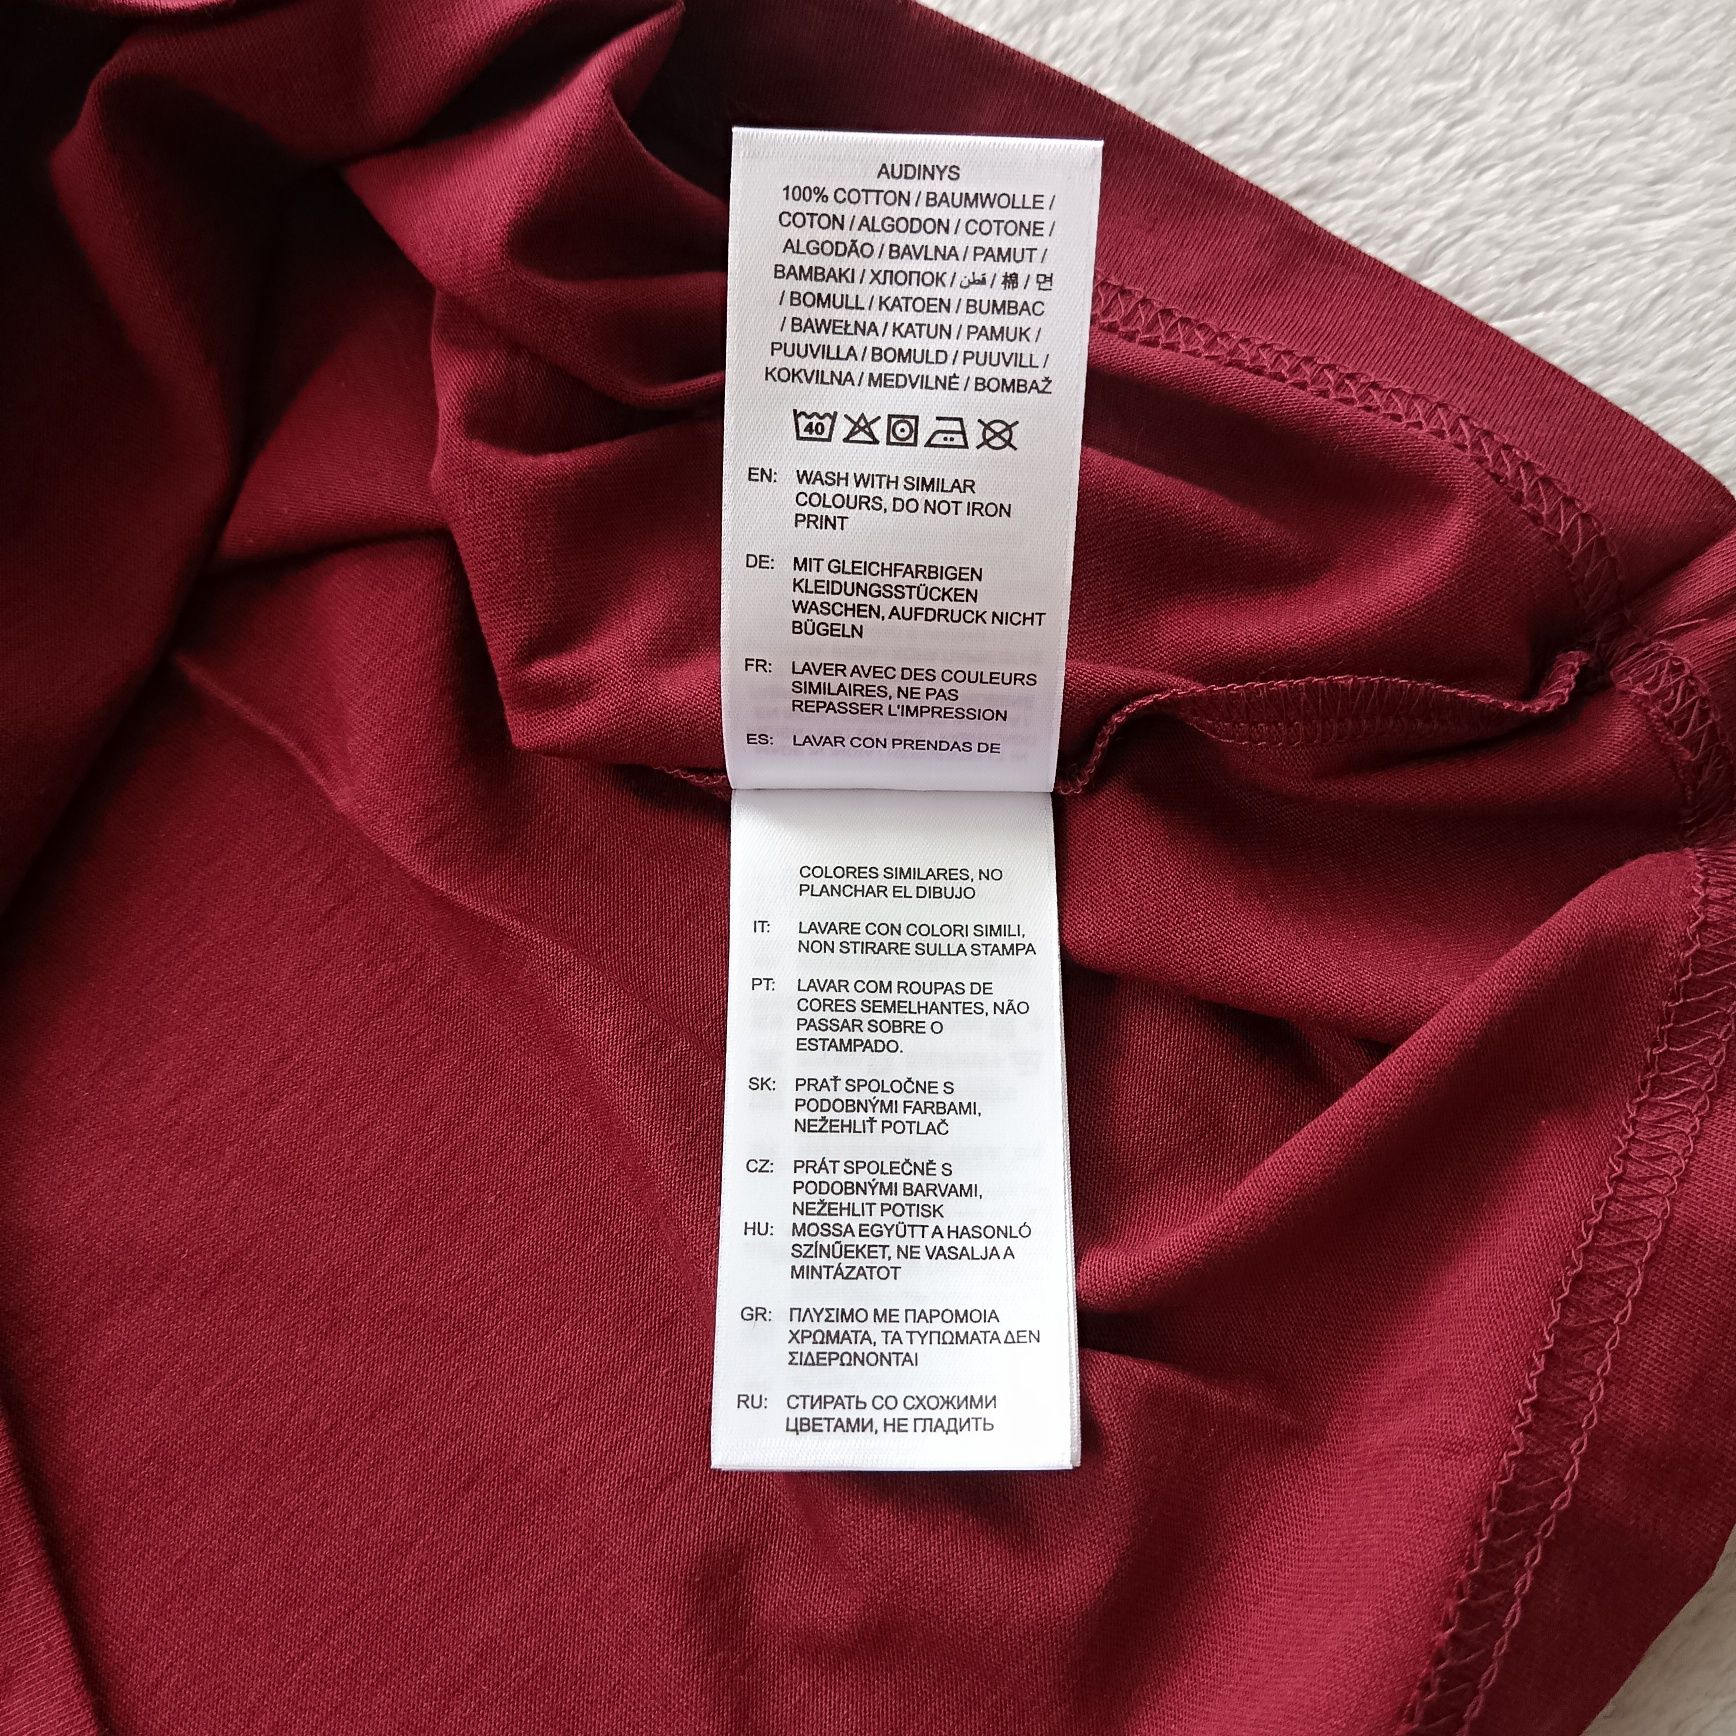 AUDINYS
100% COTTON / BAUMWOLLE /
COTON / ALGODON / COTONE /
ALGODÃO / BAVLNA / PAMUT /
BAMBAKI / ХЛОПОК / قطن / 棉 / 면
/ BOMULL / KATOEN / BUMBAC
/ BAWEŁNA / KATUN / PAMUK /
PUUVILLA / BOMULD / PUUVILL /
KOKVILNA / MEDVILNĖ / BOMBAŽ
40
EN: WASH WITH SIMILAR
COLOURS, DO NOT IRON
PRINT
DE: MIT GLEICHFARBIGEN
KLEIDUNGSSTÜCKEN
WASCHEN, AUFDRUCK NICHT
BÜGELN
FR: LAVER AVEC DES COULEURS
SIMILAIRES, NE PAS
REPASSER L'IMPRESSION
ES: LAVAR CON PRENDAS DE
COLORES SIMILARES, NO
PLANCHAR EL DIBUJO
IT: LAVARE CON COLORI SIMILI,
NON STIRARE SULLA STAMPA
PT: LAVAR COM ROUPAS DE
CORES SEMELHANTES, NÃO
PASSAR SOBRE O
ESTAMPADO.
SK: PRAŤ SPOLOČNE S
PODOBNÝMI FARBAMI,
NEŽEHLIŤ POTLAČ
CZ: PRÁT SPOLEČNĚ S
PODOBNÝMI BARVAMI,
NEŽEHLIT POTISK
HU: MOSSA EGYÜTT A HASONLÓ
SZÍNŰEKET, NE VASALJA A
MINTÁZATOT
GR: ΠΛΥΣΙΜΟ ΜΕ ΠΑΡΟΜΟΙΑ
ΧΡΩΜΑΤΑ, ΤΑ ΤΥΠΩΜΑΤΑ ΔΕΝ
ΣΙΔΕΡΩΝΟΝΤΑΙ
RU: СТИРАТЬ СО СХОЖИМИ
ЦВЕТАМИ, НЕ ГЛАДИТЬ